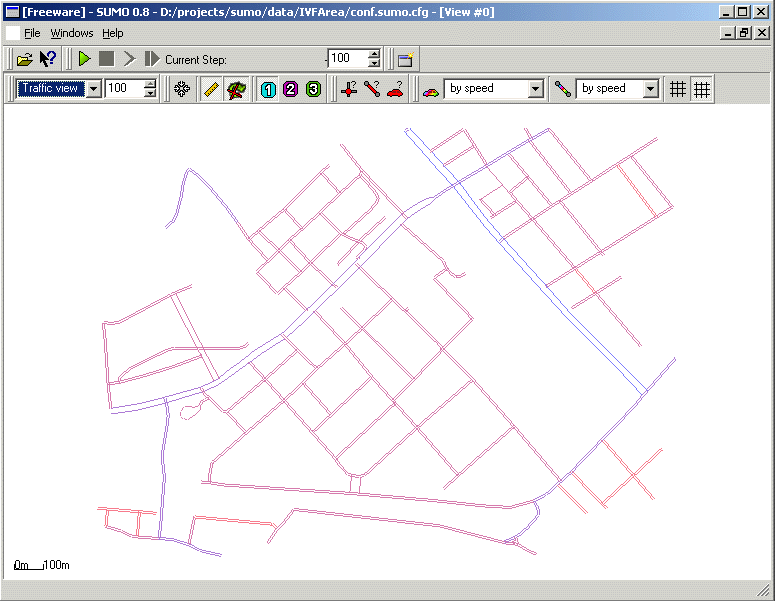 [Freeware] - SUMO 0.8 - D:/projects/sumo/data/IVFArea/conf.sumo.cfg - [View #0]
File Windows Help
Current Step: 100
Traffic view 100 1 2 3 by speed by speed
0m 100m